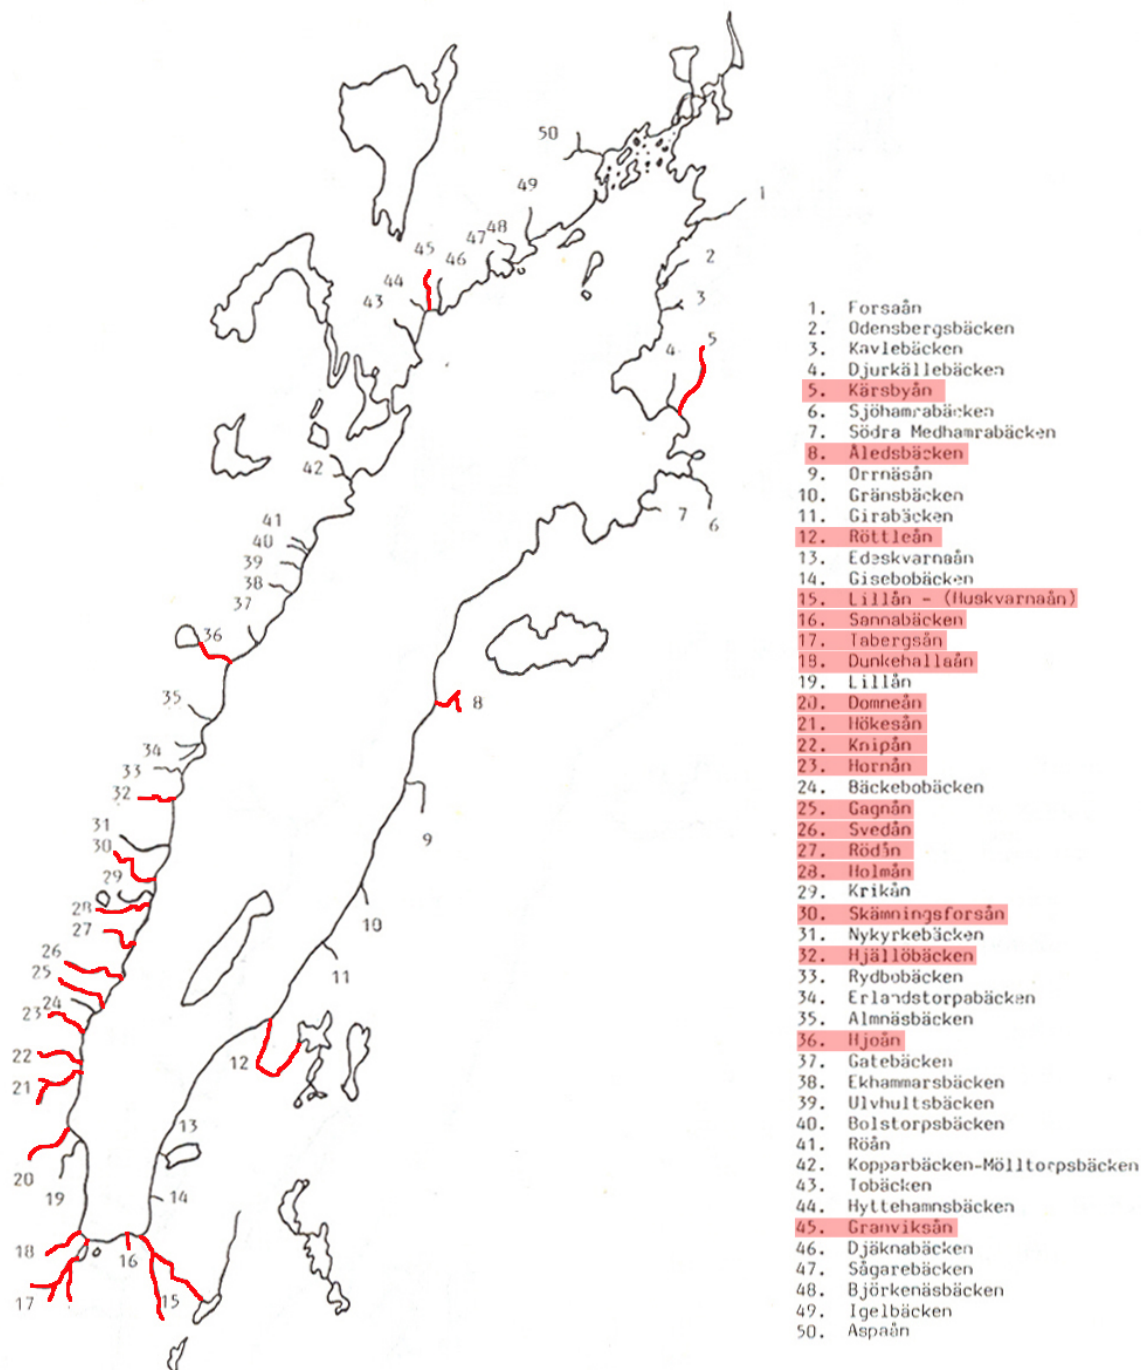 50
49
1
48
47
45
46
2
44
43
3
5
4
42
7
6
41
40
39
38
37
36
8
35
34
33
32
9
31
30
29
28
10
27
26
11
25
24
23
12
22
21
13
20
19
14
18
16
17
15
1. Forsaån
2. Odensbergsbäcken
3. Kavlebäcken
4. Djurkällebäcken
5. Kärsbyån
6. Sjöhamrabäcken
7. Södra Medhamrabäcken
8. Åledsbäcken
9. Orrnäsån
10. Gränsbäcken
11. Girabäcken
12. Röttleån
13. Edeskvarnaån
14. Gisebobäcken
15. Lillån - (Huskvarnaån)
16. Sannabäcken
17. Tabergsån
18. Dunkehallaån
19. Lillån
20. Domneån
21. Hökesån
22. Knipån
23. Hornån
24. Bäckebobäcken
25. Gagnån
26. Svedån
27. Rödån
28. Holmån
29. Krikån
30. Skämningsforsån
31. Nykyrkebäcken
32. Hjällöbäcken
33. Rydbobäcken
34. Erlandstorpabäcken
35. Almnäsbäcken
36. Hjoån
37. Gatebäcken
38. Ekhammarsbäcken
39. Ulvhultsbäcken
40. Bolstorpsbäcken
41. Röån
42. Kopparbäcken-Mölltorpsbäcken
43. Tobäcken
44. Hyttehamnsbäcken
45. Granviksån
46. Djäknabäcken
47. Sågarebäcken
48. Björkenäsbäcken
49. Igelbäcken
50. Aspaån